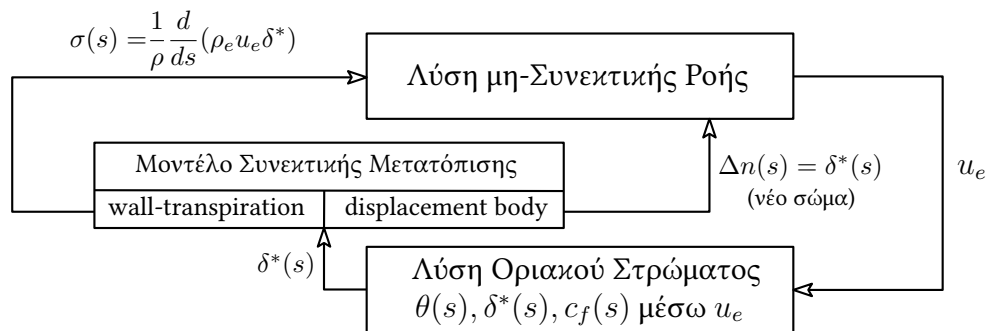 σ(s) = 1/ρ d/ds (ρ_e u_e δ*)
Λύση μη-Συνεκτικής Ροής
Μοντέλο Συνεκτικής Μετατόπισης
wall-transpiration
displacement body
Δn(s) = δ*(s)
(νέο σώμα)
u_e
δ*(s)
Λύση Οριακού Στρώματος
θ(s), δ*(s), c_f(s) μέσω u_e